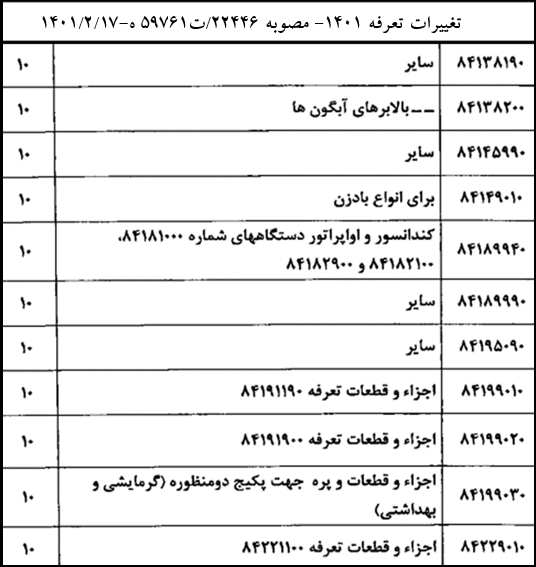 تغییرات تعرفه ۱۴۰۱- مصوبه ۲۲۴۴۶/ت۵۹۷۶۱ ه-۱۴۰۱/۲/۱۷
۸۴۱۳۸۱۹۰ سایر ۱۰
۸۴۱۳۸۲۰۰ --بالابرهای آبگون ها ۱۰
۸۴۱۴۵۹۹۰ سایر ۱۰
۸۴۱۴۹۰۱۰ برای انواع بادزن ۱۰
۸۴۱۸۹۹۴۰ کندانسور و اواپراتور دستگاههای شماره ۸۴۱۸۱۰۰۰، ۱۰
۸۴۱۸۲۱۰۰ و ۸۴۱۸۲۹۰۰
۸۴۱۸۹۹۹۰ سایر ۱۰
۸۴۱۹۵۰۹۰ سایر ۱۰
۸۴۱۹۹۰۱۰ اجزاء و قطعات تعرفه ۸۴۱۹۱۱۹۰ ۱۰
۸۴۱۹۹۰۲۰ اجزاء و قطعات تعرفه ۸۴۱۹۱۹۰۰ ۱۰
۸۴۱۹۹۰۳۰ اجزاء و قطعات و پره جهت پکیج دومنظوره (گرمایشی و ۱۰
بهداشتی)
۸۴۲۲۹۰۱۰ اجزاء و قطعات تعرفه ۸۴۲۲۱۱۰۰ ۱۰